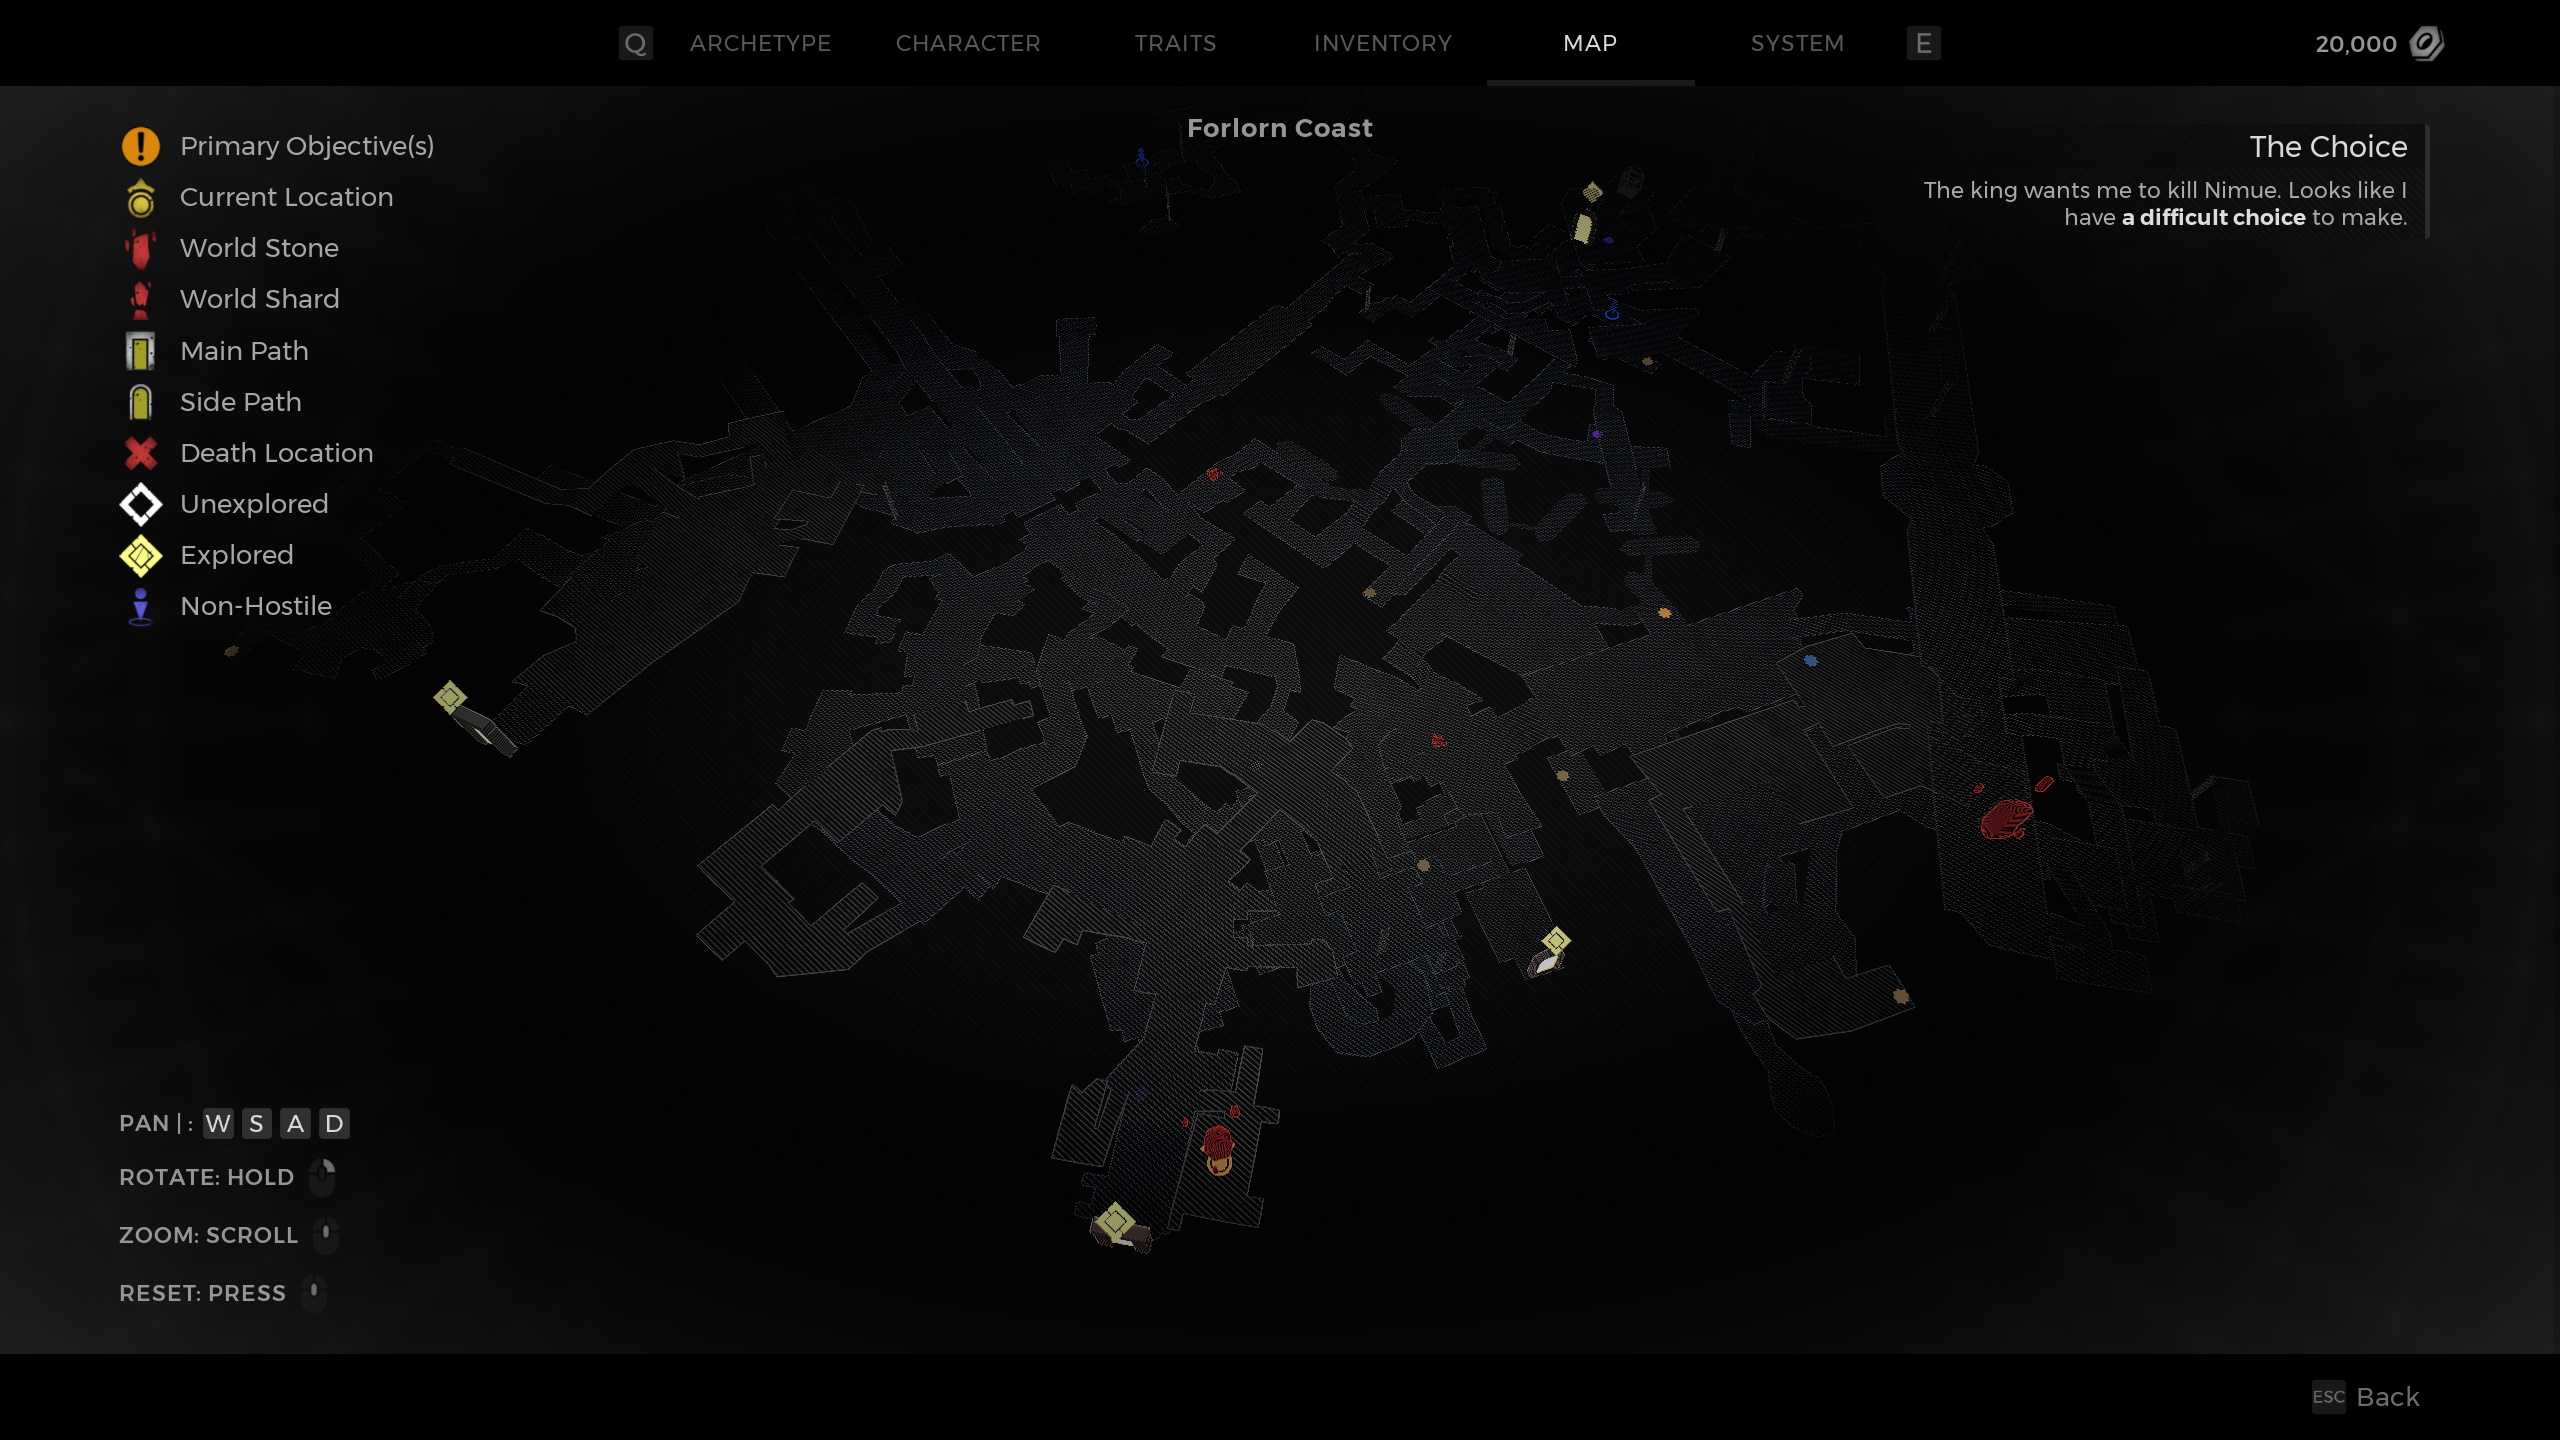 Q ARCHETYPE CHARACTER TRAITS INVENTORY MAP SYSTEM E 20,000
Forlorn Coast
The Choice
The king wants me to kill Nimue. Looks like I
have a difficult choice to make.
Primary Objective(s)
Current Location
World Stone
World Shard
Main Path
Side Path
Death Location
Unexplored
Explored
Non-Hostile
PAN | : W S A D
ROTATE: HOLD
ZOOM: SCROLL
RESET: PRESS
ESC Back